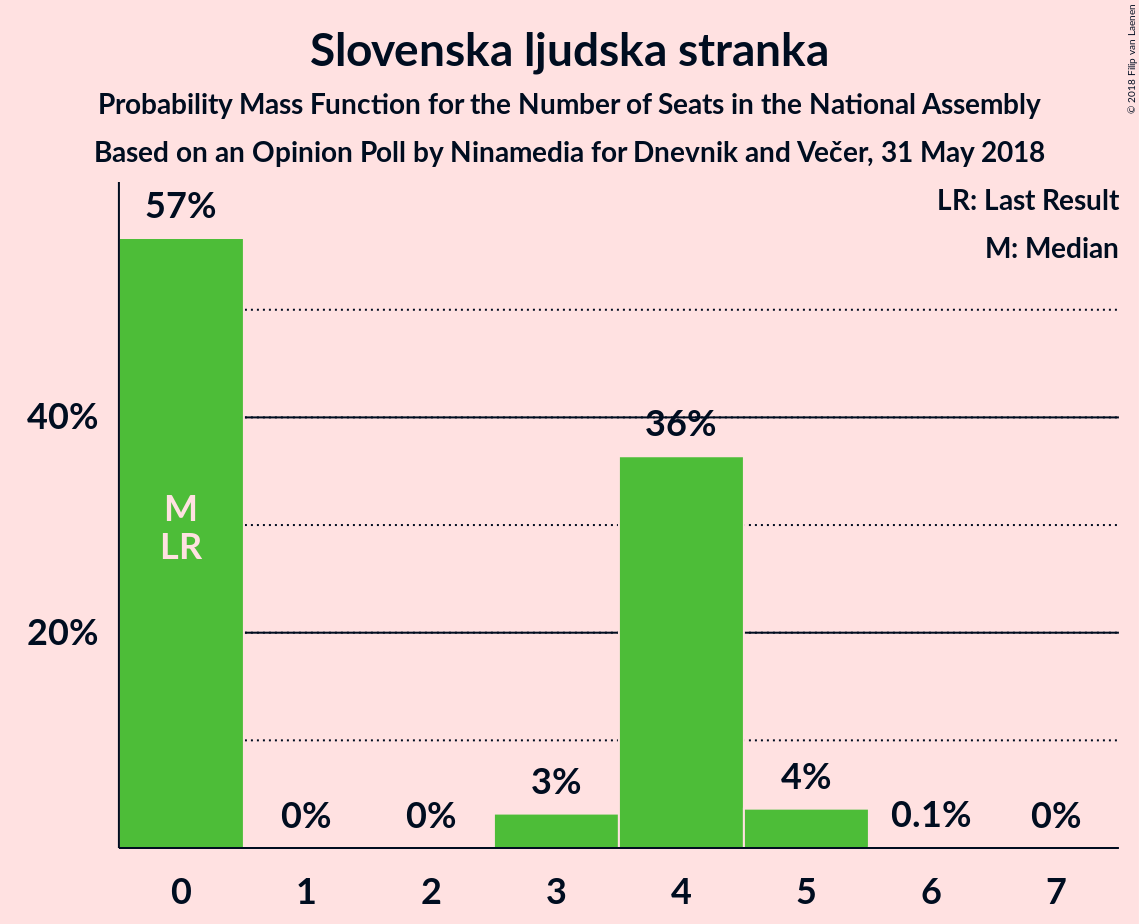 Slovenska ljudska stranka
Probability Mass Function for the Number of Seats in the National Assembly
Based on an Opinion Poll by Ninamedia for Dnevnik and Večer, 31 May 2018
© 2018 Filip van Laenen
LR: Last Result
M: Median
57%
40%
36%
M
LR
20%
3%
4%
0%
0%
0.1%
0%
0 1 2 3 4 5 6 7